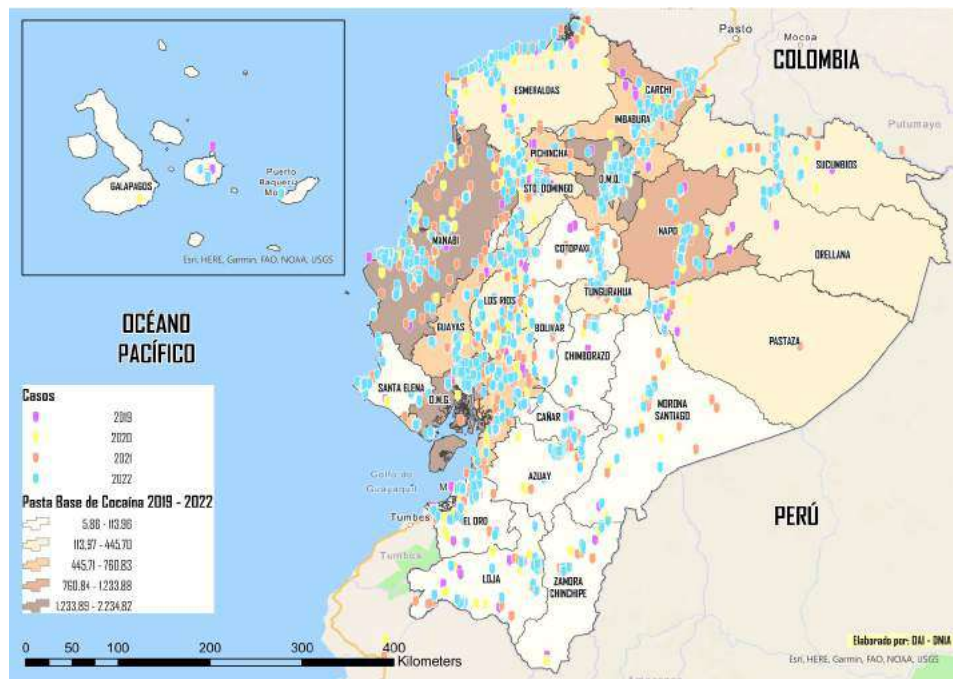 Pasto
Mocoa
COLOMBIA
Putumayo
ESMERALDAS
CARCHI
IMBABURA
PICHINCHA
D.M.Q.
SUCUMBIOS
STO. DOMINGO
NAPO
ORELLANA
MANABI
COTOPAXI
TUNGURAHUA
LOS RIOS
GUAYAS
BOLIVAR
PASTAZA
CHIMBORAZO
SANTA ELENA
D.M.G.
MORONA
SANTIAGO
CAÑAR
AZUAY
Golfo de
Guayaquil
M
Tumbes
EL ORO
PERÚ
Tumbes
LOJA
ZAMORA
CHINCHIPE
GALAPAGOS
Puerto
Baquerizo
Mo
Esri, HERE, Garmin, FAO, NOAA, USGS
OCÉANO
PACÍFICO
Casos
2019
2020
2021
2022
Pasta Base de Cocaína 2019 - 2022
5,86 - 113,96
113,97 - 445,70
445,71 - 760,83
760,84 - 1.233,88
1.233,89 - 2.234,82
0 50 100 200 300 400
Kilometers
Elaborado por: DAI - DNIA
Esri, HERE, Garmin, FAO, NOAA, USGS